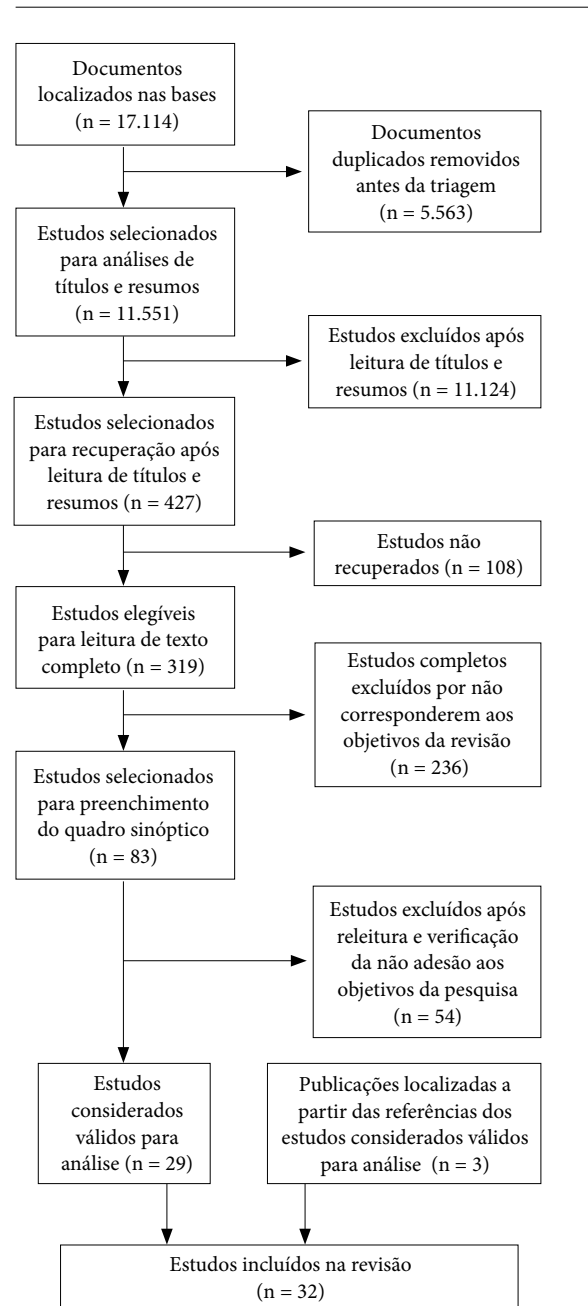 Documentos
localizados nas bases
(n = 17.114)
Documentos
duplicados removidos
antes da triagem
(n = 5.563)
Estudos selecionados
para análises de
títulos e resumos
(n = 11.551)
Estudos excluídos após
leitura de títulos e
resumos (n = 11.124)
Estudos selecionados
para recuperação após
leitura de títulos e
resumos (n = 427)
Estudos não
recuperados (n = 108)
Estudos elegíveis
para leitura de texto
completo (n = 319)
Estudos completos
excluídos por não
corresponderem aos
objetivos da revisão
(n = 236)
Estudos selecionados
para preenchimento
do quadro sinóptico
(n = 83)
Estudos excluídos após
releitura e verificação
da não adesão aos
objetivos da pesquisa
(n = 54)
Estudos
considerados
válidos para
análise (n = 29)
Publicações localizadas a
partir das referências dos
estudos considerados válidos
para análise (n = 3)
Estudos incluídos na revisão
(n = 32)